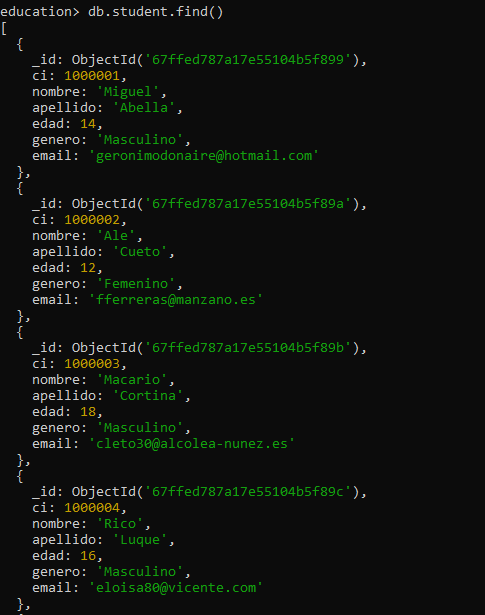 education> db.student.find()
[
  {
    _id: ObjectId('67ffed787a17e55104b5f899'),
    ci: 1000001,
    nombre: 'Miguel',
    apellido: 'Abella',
    edad: 14,
    genero: 'Masculino',
    email: 'geronimodonaire@hotmail.com'
  },
  {
    _id: ObjectId('67ffed787a17e55104b5f89a'),
    ci: 1000002,
    nombre: 'Ale',
    apellido: 'Cueto',
    edad: 12,
    genero: 'Femenino',
    email: 'fferreras@manzano.es'
  },
  {
    _id: ObjectId('67ffed787a17e55104b5f89b'),
    ci: 1000003,
    nombre: 'Macario',
    apellido: 'Cortina',
    edad: 18,
    genero: 'Masculino',
    email: 'cleto30@alcolea-nunez.es'
  },
  {
    _id: ObjectId('67ffed787a17e55104b5f89c'),
    ci: 1000004,
    nombre: 'Rico',
    apellido: 'Luque',
    edad: 16,
    genero: 'Masculino',
    email: 'eloisa80@vicente.com'
  },